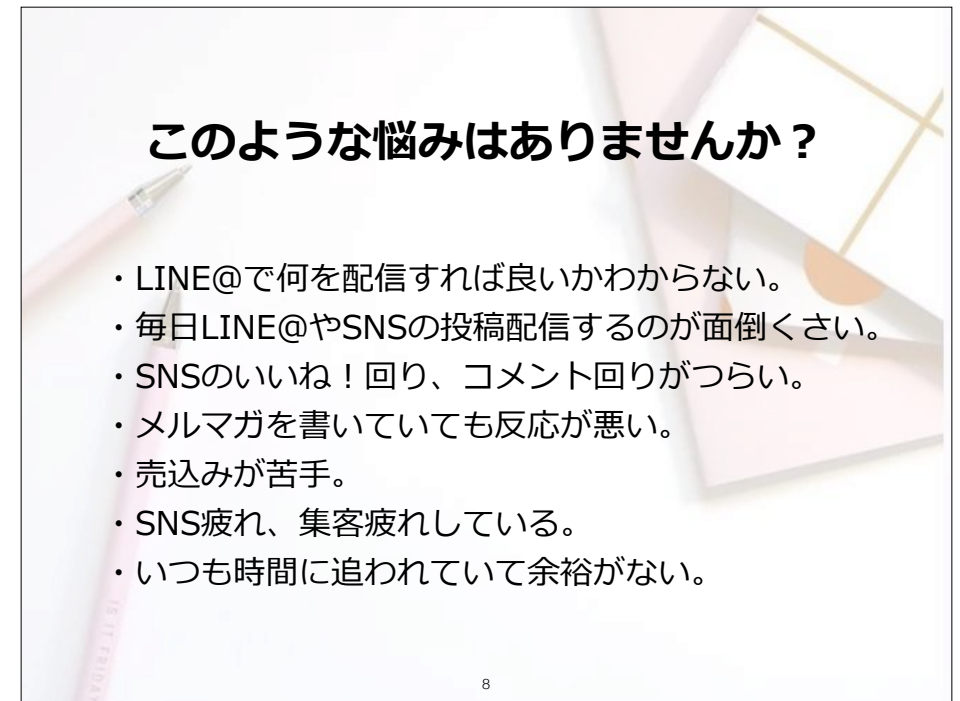 このような悩みはありませんか？
・LINE@で何を配信すれば良いかわからない。
・毎日LINE@やSNSの投稿配信するのが面倒くさい。
・SNSのいいね！回り、コメント回りがつらい。
・メルマガを書いていても反応が悪い。
・売込みが苦手。
・SNS疲れ、集客疲れしている。
・いつも時間に追われていて余裕がない。
IS IT FRIDAY
8